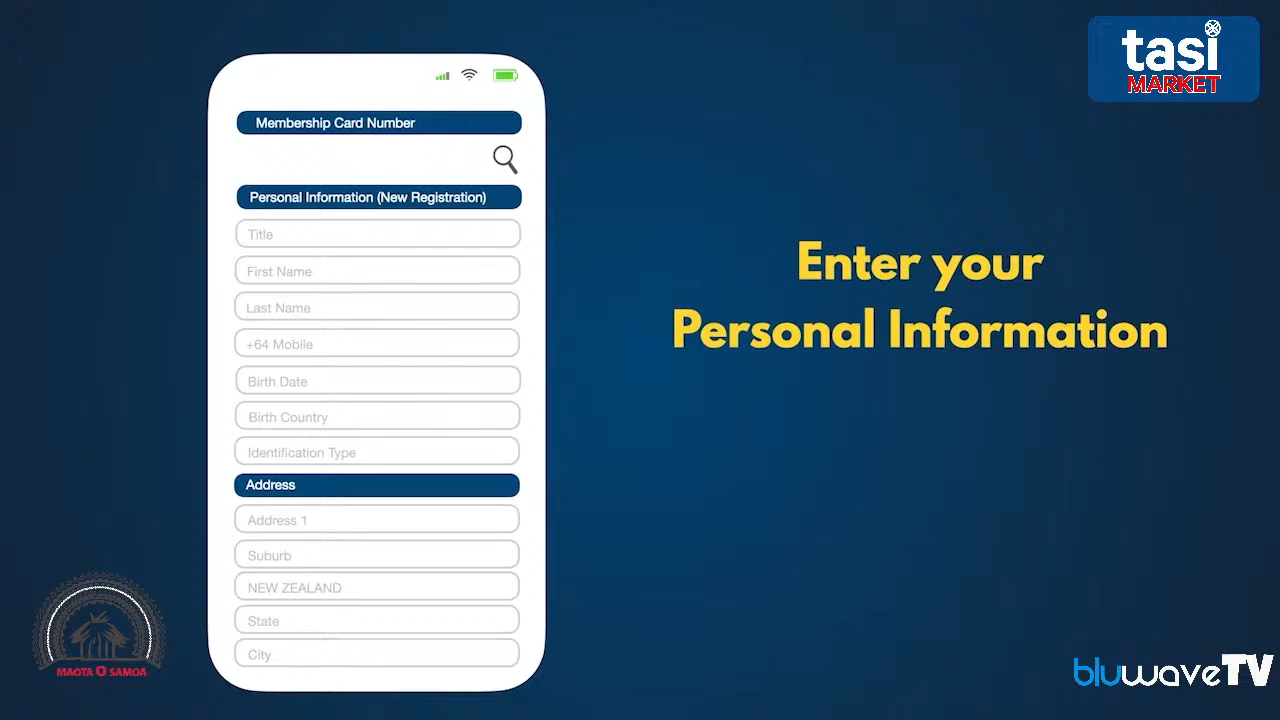 tasi
MARKET
Membership Card Number
Personal Information (New Registration)
Title
First Name
Last Name
+64 Mobile
Birth Date
Birth Country
Identification Type
Address
Address 1
Suburb
NEW ZEALAND
State
City
Enter your
Personal Information
MAOTA O SAMOA
bluwaveTV